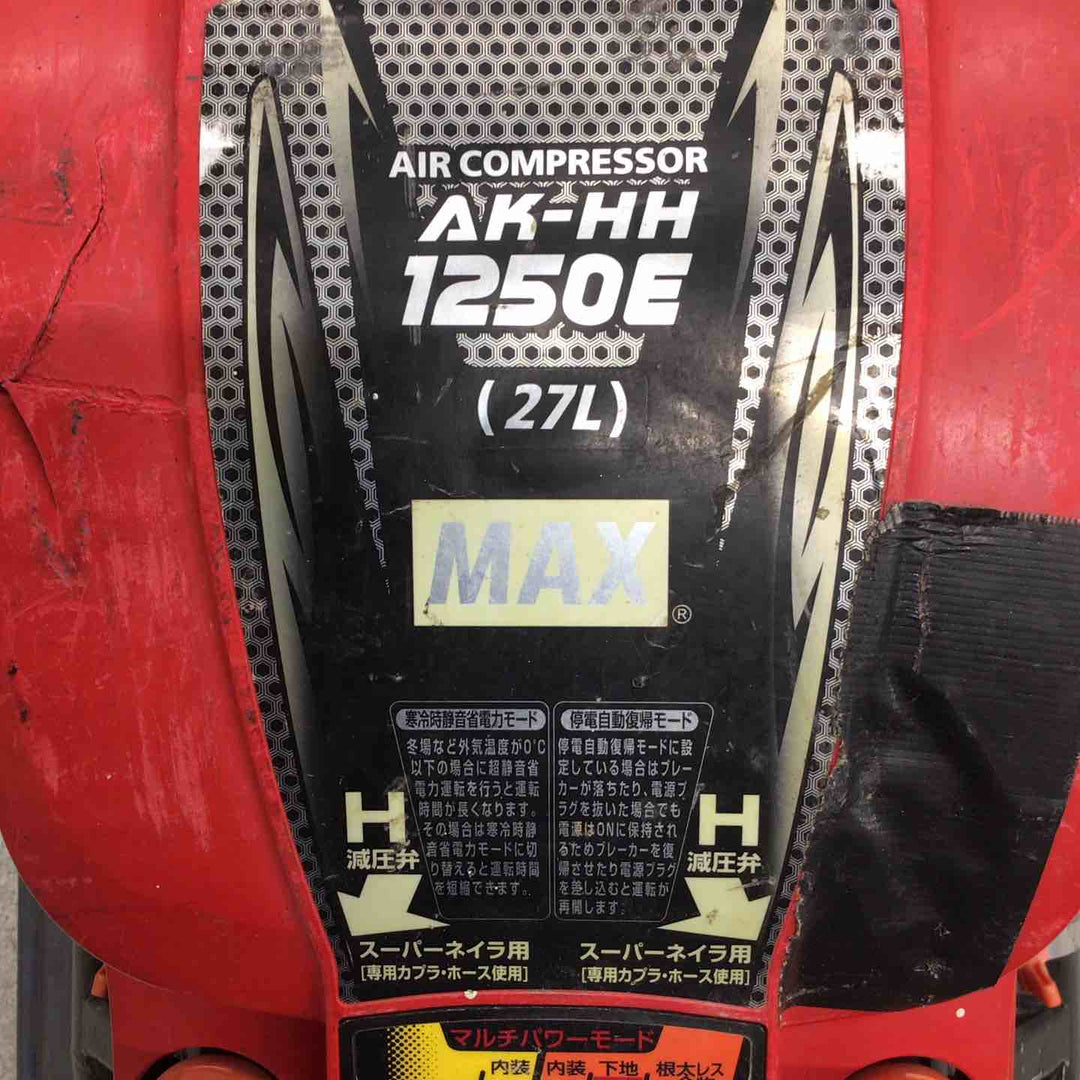 AIR COMPRESSOR
AK-HH
1250E
(27L)
MAX
®
寒冷時静音省電力モード
冬場など外気温度が0℃
以下の場合に超静音省
電力運転を行うと運転
時間が長くなります。
その場合は寒冷時静
音省電力モードに切
り替えると運転時間
を短縮できます。
停電自動復帰モード
停電自動復帰モードに設
定している場合はブレー
カーが落ちたり、電源プ
ラグを抜いた場合でも
電源はONに保持され
るためブレーカーを復
帰させたり電源プラグ
を差し込むと運転が
再開します。
H
減圧弁
H
減圧弁
スーパーネイラ用
[専用カプラ・ホース使用]
スーパーネイラ用
[専用カプラ・ホース使用]
マルチパワーモード
内装 内装 下地 根太レス